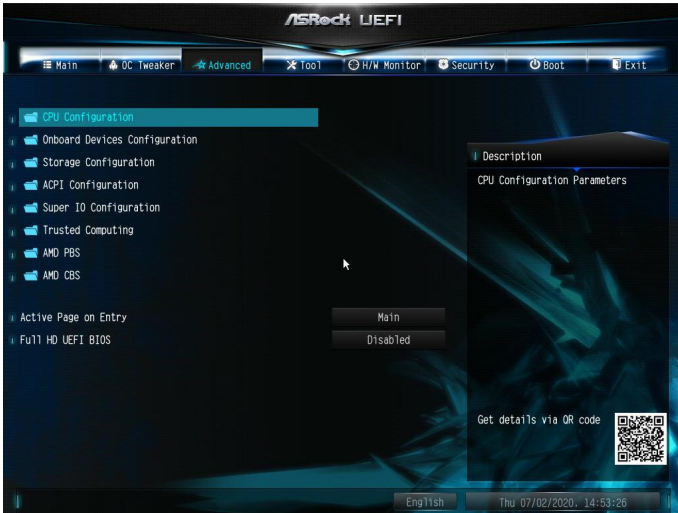 ASRock UEFI
Main OC Tweaker Advanced Tool H/W Monitor Security Boot Exit
CPU Configuration
Onboard Devices Configuration
Storage Configuration
ACPI Configuration
Super IO Configuration
Trusted Computing
AMD PBS
AMD CBS
Active Page on Entry Main
Full HD UEFI BIOS Disabled
Description
CPU Configuration Parameters
Get details via QR code
English Thu 07/02/2020. 14:53:26